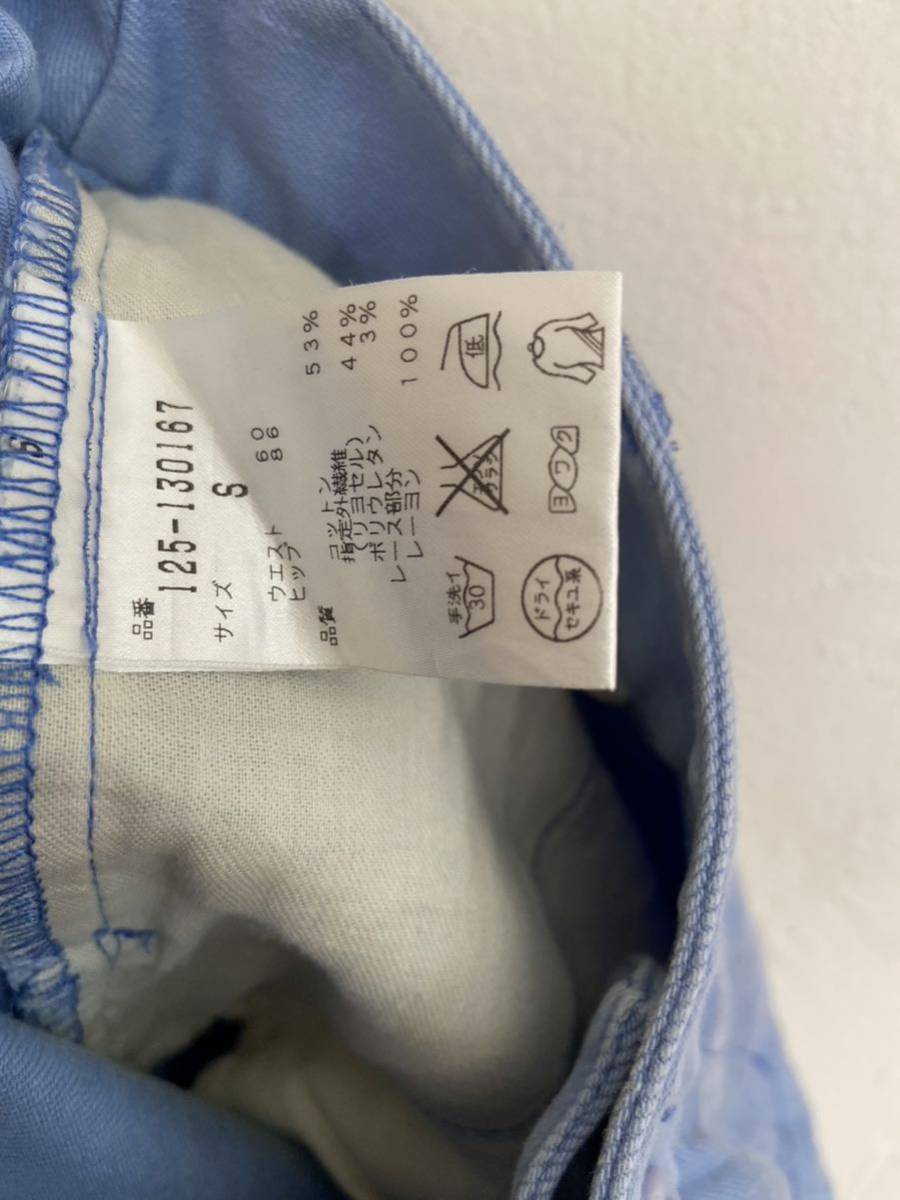 品番
125-130167
サイズ S
ウエスト 60
ヒップ 86
品質
コットン 53%
指定外繊維
(リヨセル) 44%
ポリウレタン 3%
レース部分
レーヨン 100%
手洗イ
30
低
ドライ
セキユ系
ヨワク